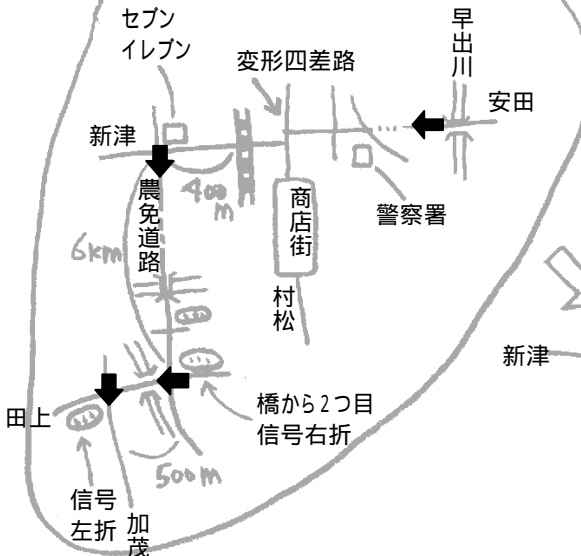 セブン
イレブン
早出川
変形四差路
安田
新津
400
m
農免道路
商店街
警察署
6km
村松
新津
橋から2つ目
信号右折
田上
500m
信号
左折
加茂